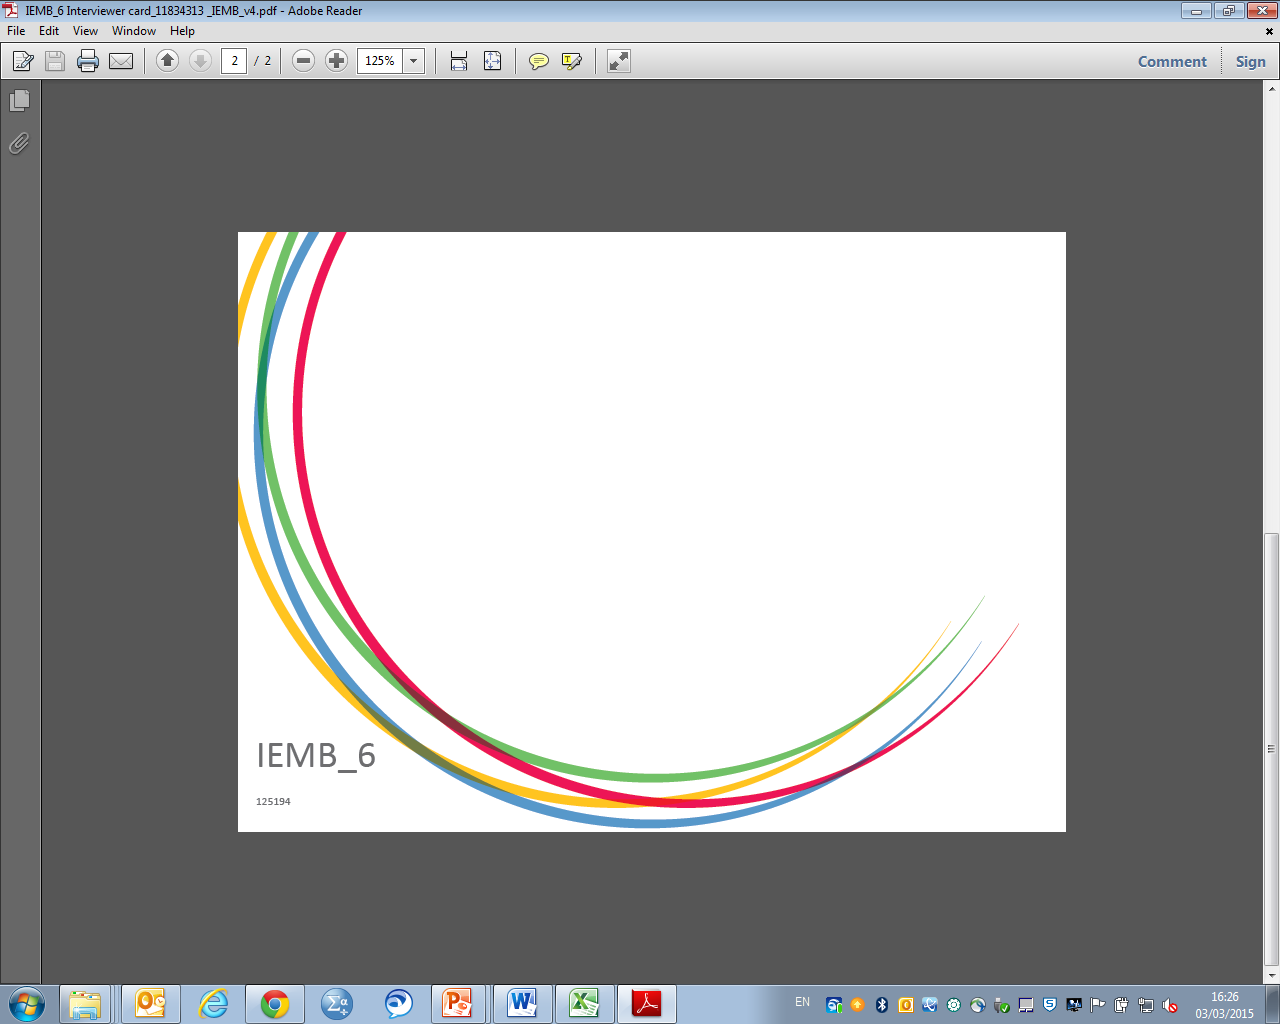 IEMB_6 Interviewer card_11834313 _IEMB_v4.pdf - Adobe Reader
File Edit View Window Help
2 / 2 125% Comment Sign
IEMB_6
125194
EN 16:26
03/03/2015